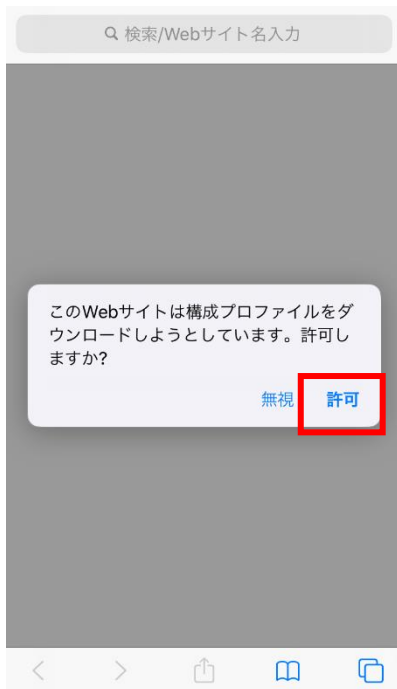 検索/Webサイト名入力
このWebサイトは構成プロファイルをダ
ウンロードしようとしています。許可し
ますか?
無視 許可